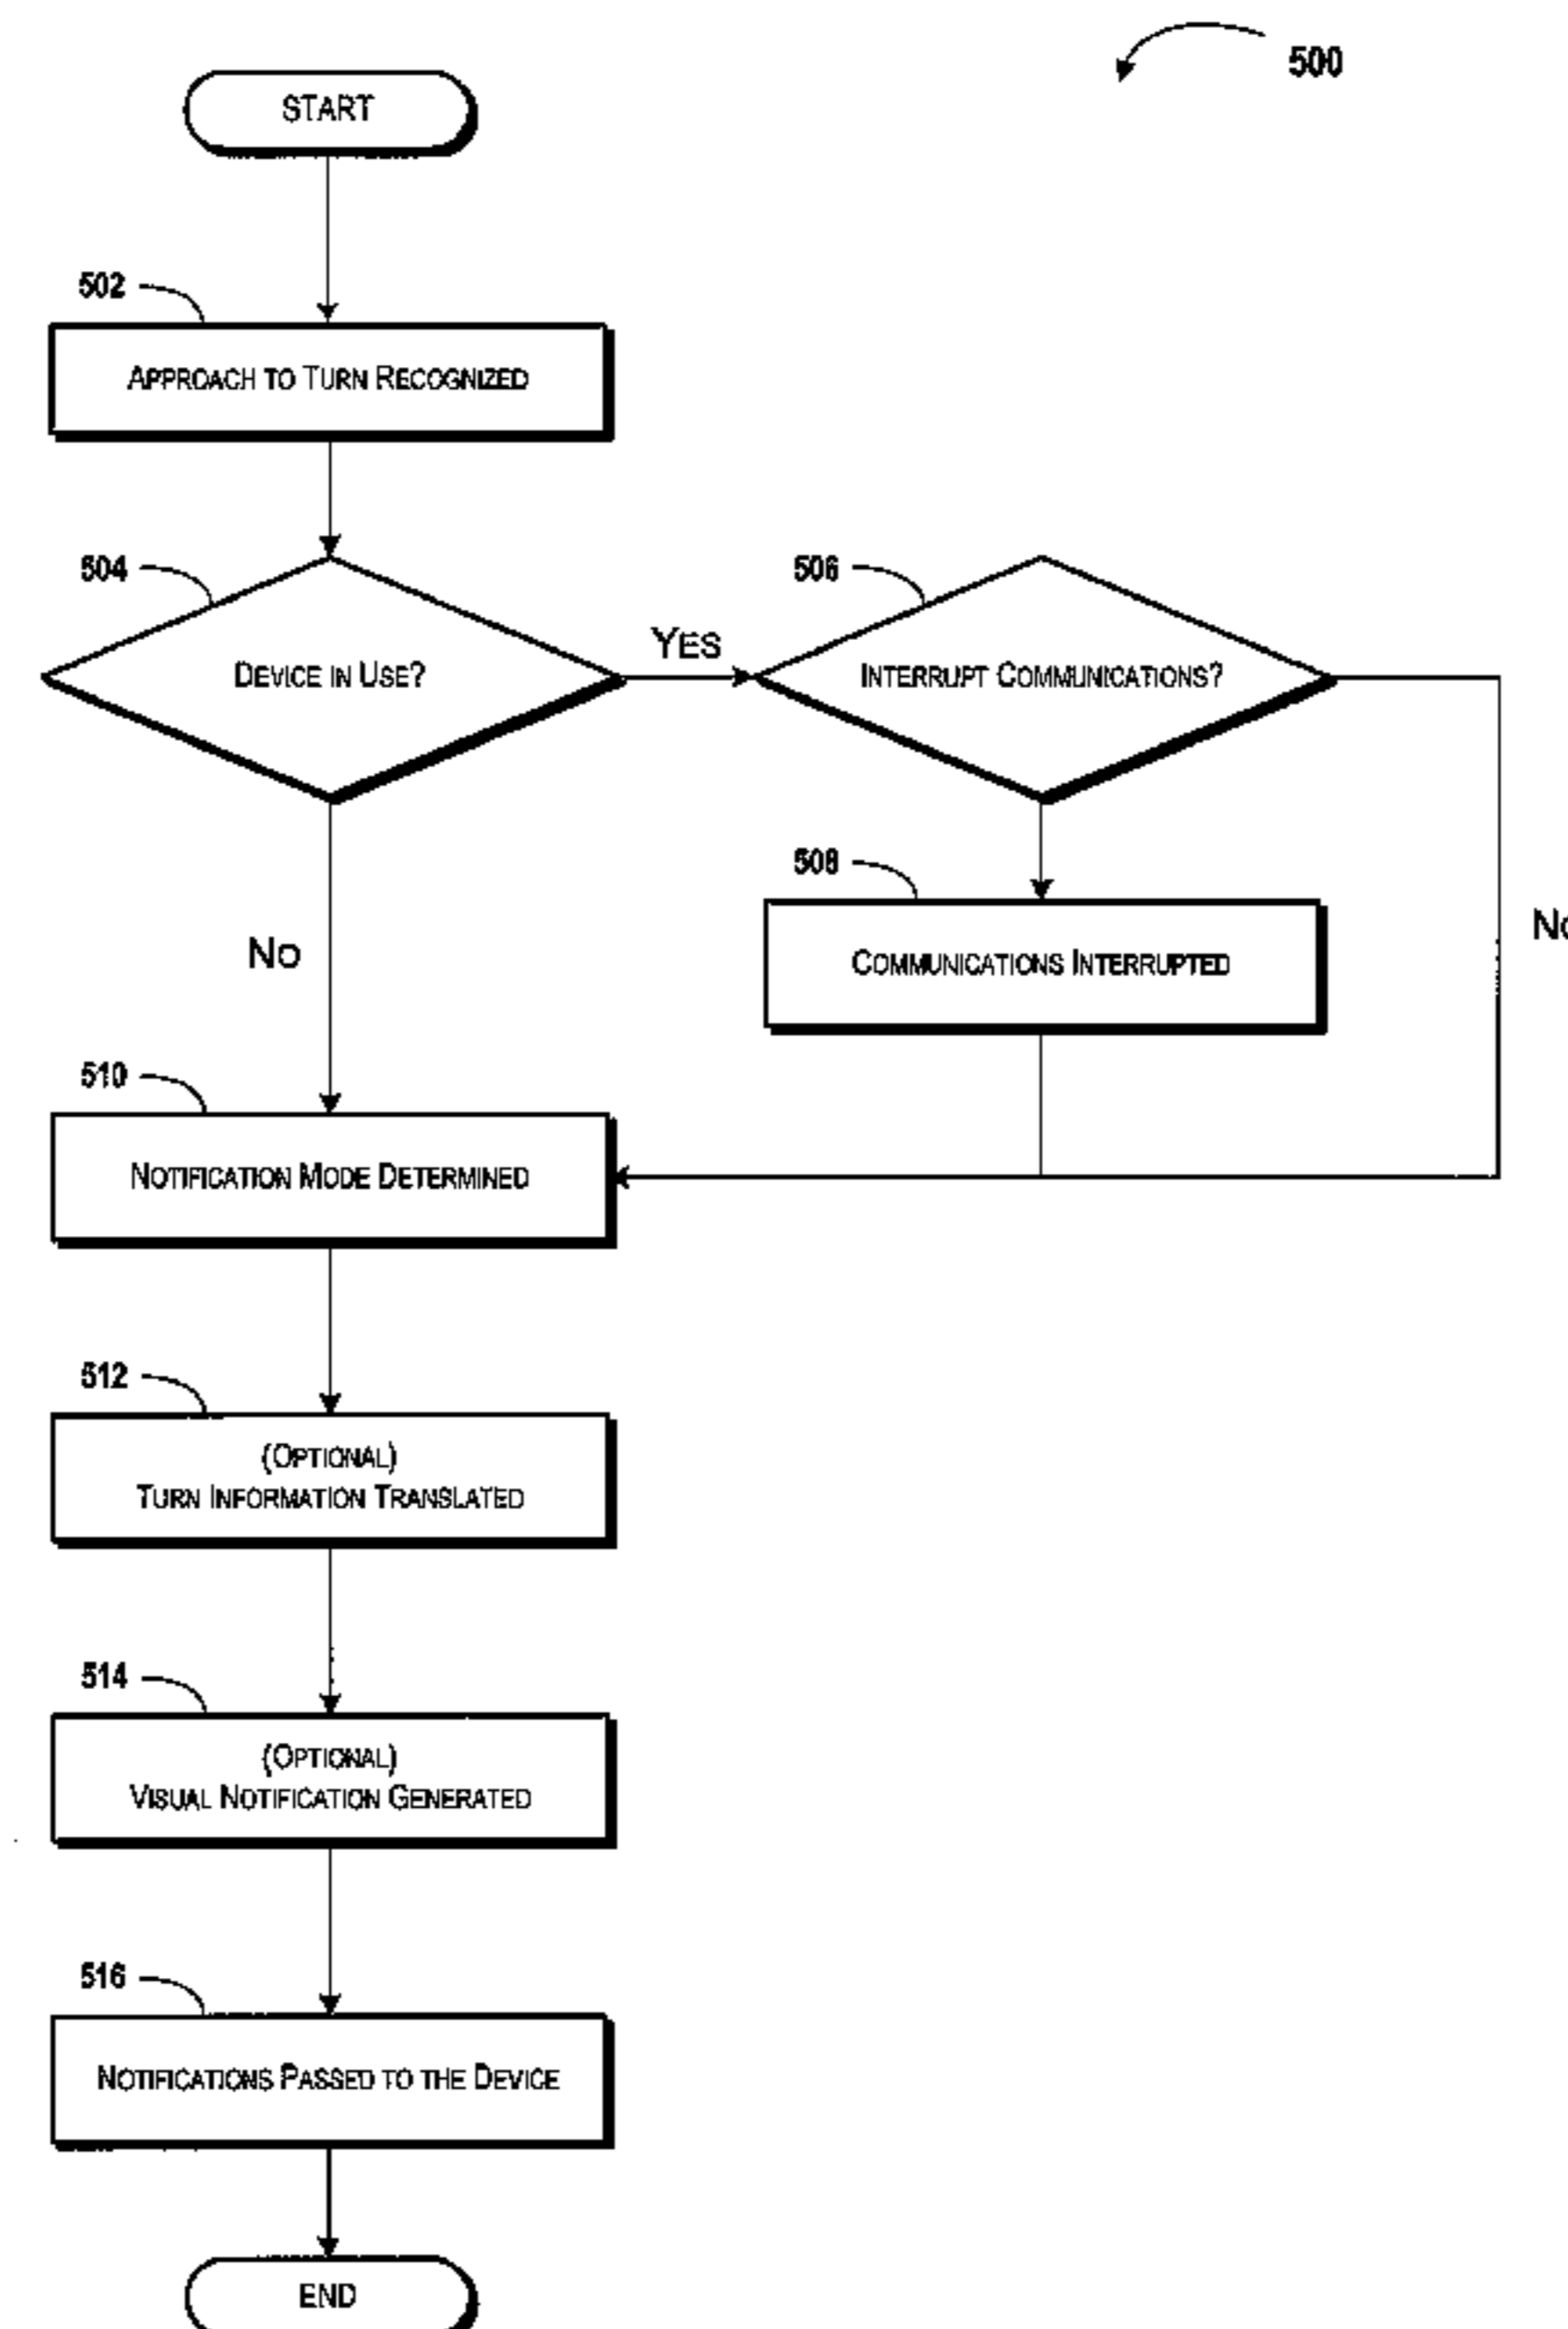 500
START
502
APPROACH TO TURN RECOGNIZED
504
DEVICE IN USE?
YES
506
INTERRUPT COMMUNICATIONS?
508
COMMUNICATIONS INTERRUPTED
NO
NO
510
NOTIFICATION MODE DETERMINED
512
(OPTIONAL)
TURN INFORMATION TRANSLATED
514
(OPTIONAL)
VISUAL NOTIFICATION GENERATED
516
NOTIFICATIONS PASSED TO THE DEVICE
END